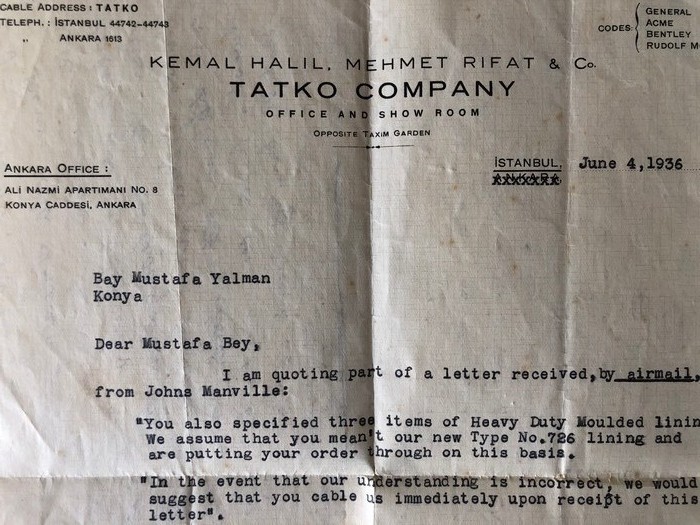 CABLE ADDRESS: TATKO
TELEPH.: İSTANBUL 44742-44743
" ANKARA 1613
CODES
GENERAL
ACME
BENTLEY
RUDOLF M
KEMAL HALIL, MEHMET RIFAT & Co.
TATKO COMPANY
OFFICE AND SHOW ROOM
OPPOSITE TAXIM GARDEN
ANKARA OFFICE:
ALI NAZMI APARTIMANI NO. 8
KONYA CADDESİ, ANKARA
İSTANBUL, June 4,1936
ANKARA
Bay Mustafa Yalman
Konya
Dear Mustafa Bey,
I am quoting part of a letter received,by airmail,
from Johns Manville:
"You also specified three items of Heavy Duty Moulded linin
We assume that you mean't our new Type No.726 lining and
are putting your order through on this basis.
"In the event that our understanding is incorrect, we would
suggest that you cable us immediately upon receipt of this
letter".